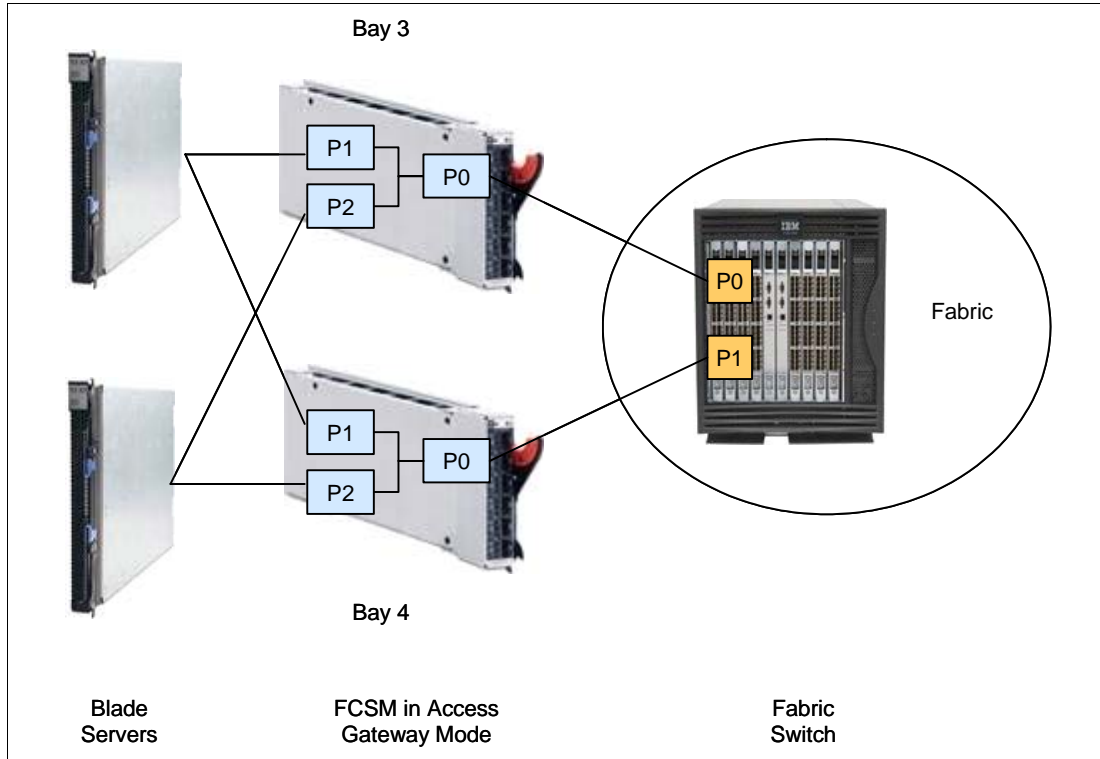 Bay 3
P1
P2
P0
IBM
P0
P1
Fabric
P1
P2
P0
Bay 4
Blade
Servers
FCSM in Access
Gateway Mode
Fabric
Switch